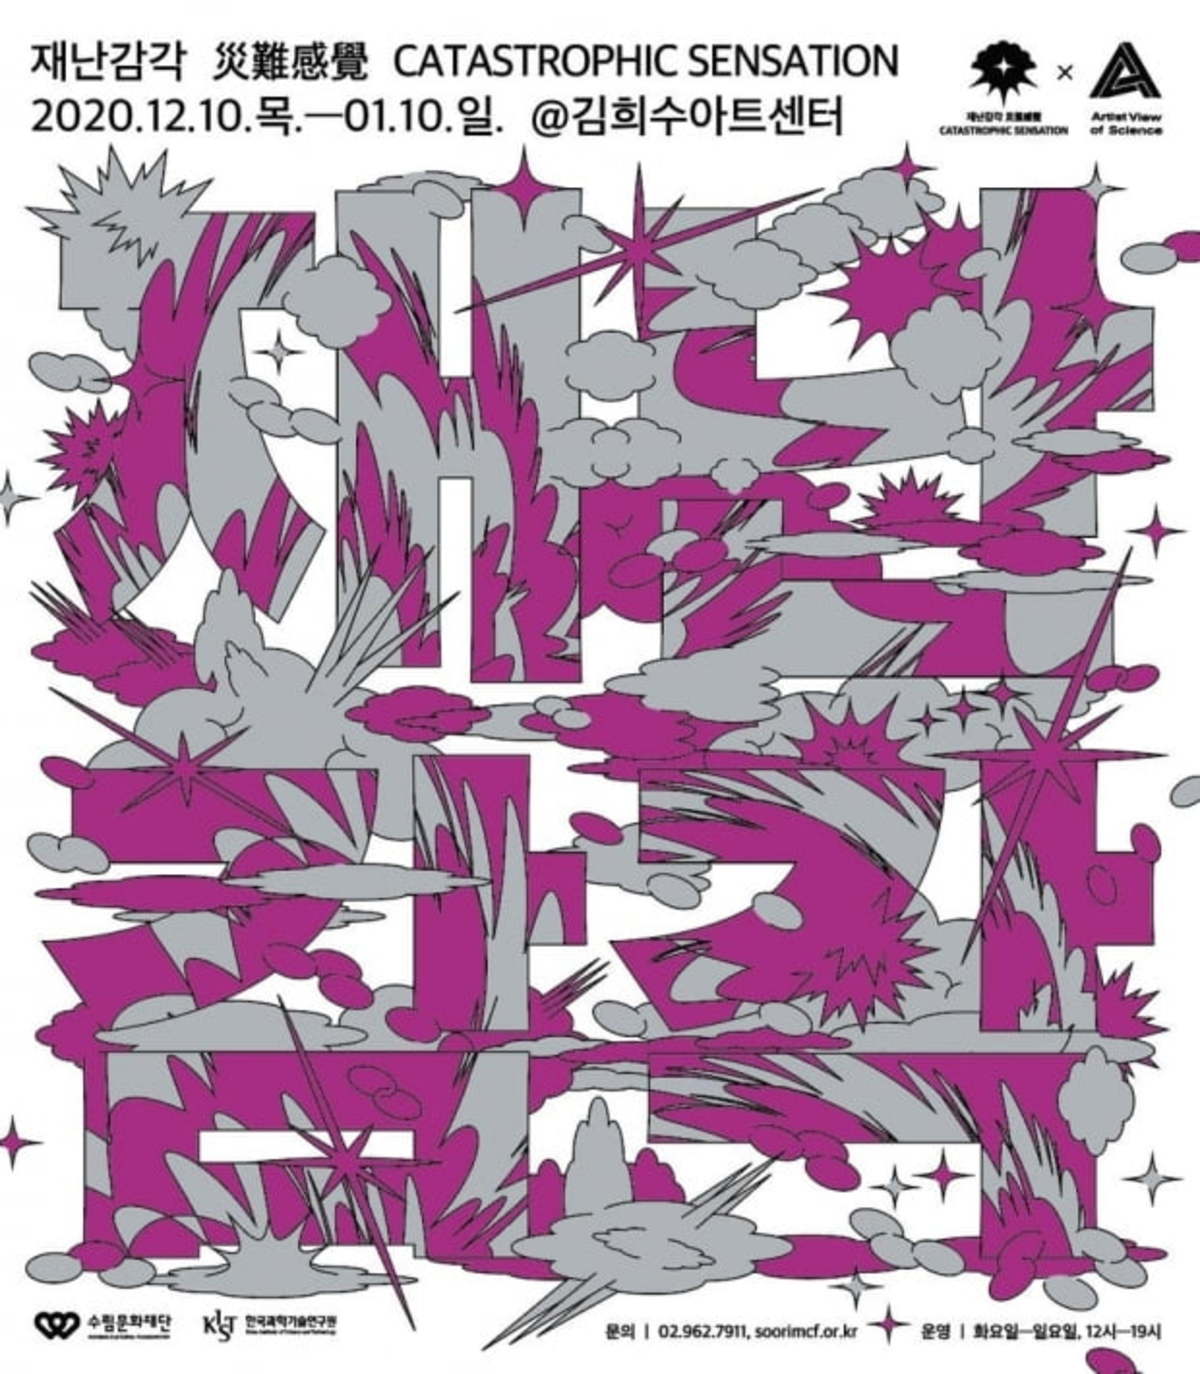 재난감각 災難感覺 CATASTROPHIC SENSATION
2020.12.10.목.—01.10.일. @김희수아트센터
×
재난감각 災難感覺
CATASTROPHIC SENSATION
Artist View
of Science
재난
감각
수림문화재단
KIST 한국과학기술연구원
문의 | 02.962.7911, soorimcf.or.kr
운영 | 화요일—일요일, 12시—19시